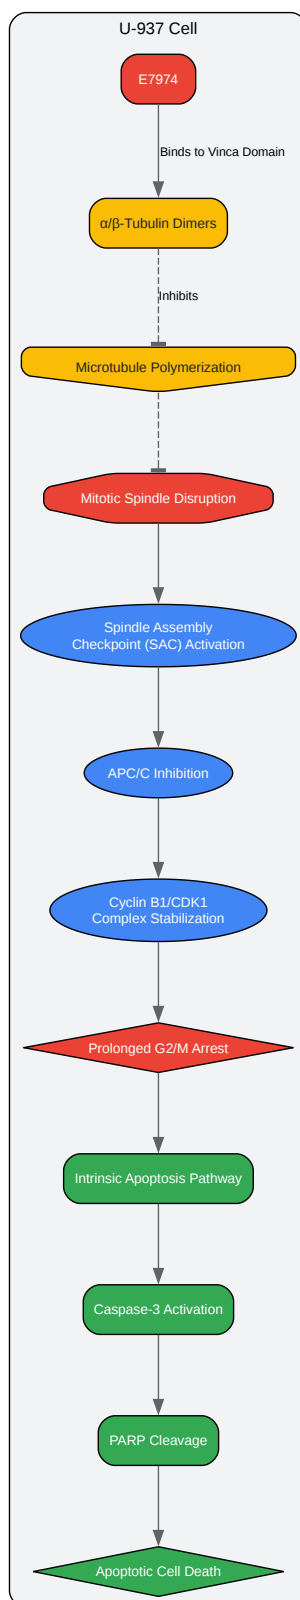 U-937 Cell
E7974
Binds to Vinca Domain
α/β-Tubulin Dimers
Inhibits
Microtubule Polymerization
Mitotic Spindle Disruption
Spindle Assembly
Checkpoint (SAC) Activation
APC/C Inhibition
Cyclin B1/CDK1
Complex Stabilization
Prolonged G2/M Arrest
Intrinsic Apoptosis Pathway
Caspase-3 Activation
PARP Cleavage
Apoptotic Cell Death